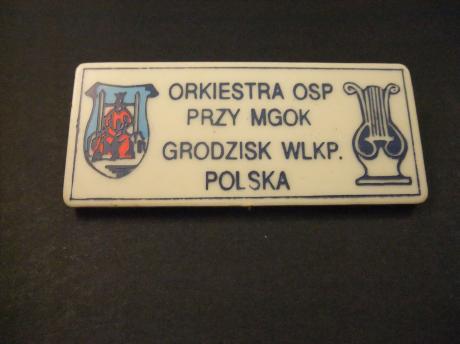 ORKIESTRA OSP
PRZY MGOK
GRODZISK WLKP.
POLSKA